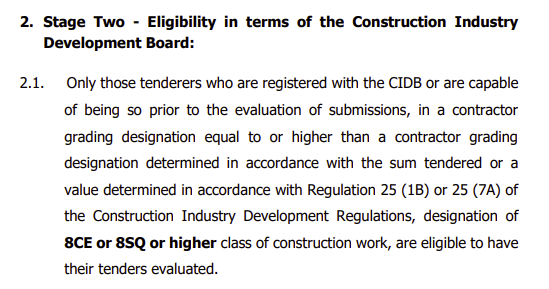 2. Stage Two - Eligibility in terms of the Construction Industry
Development Board:
2.1. Only those tenderers who are registered with the CIDB or are capable
of being so prior to the evaluation of submissions, in a contractor
grading designation equal to or higher than a contractor grading
designation determined in accordance with the sum tendered or a
value determined in accordance with Regulation 25 (1B) or 25 (7A) of
the Construction Industry Development Regulations, designation of
8CE or 8SQ or higher class of construction work, are eligible to have
their tenders evaluated.